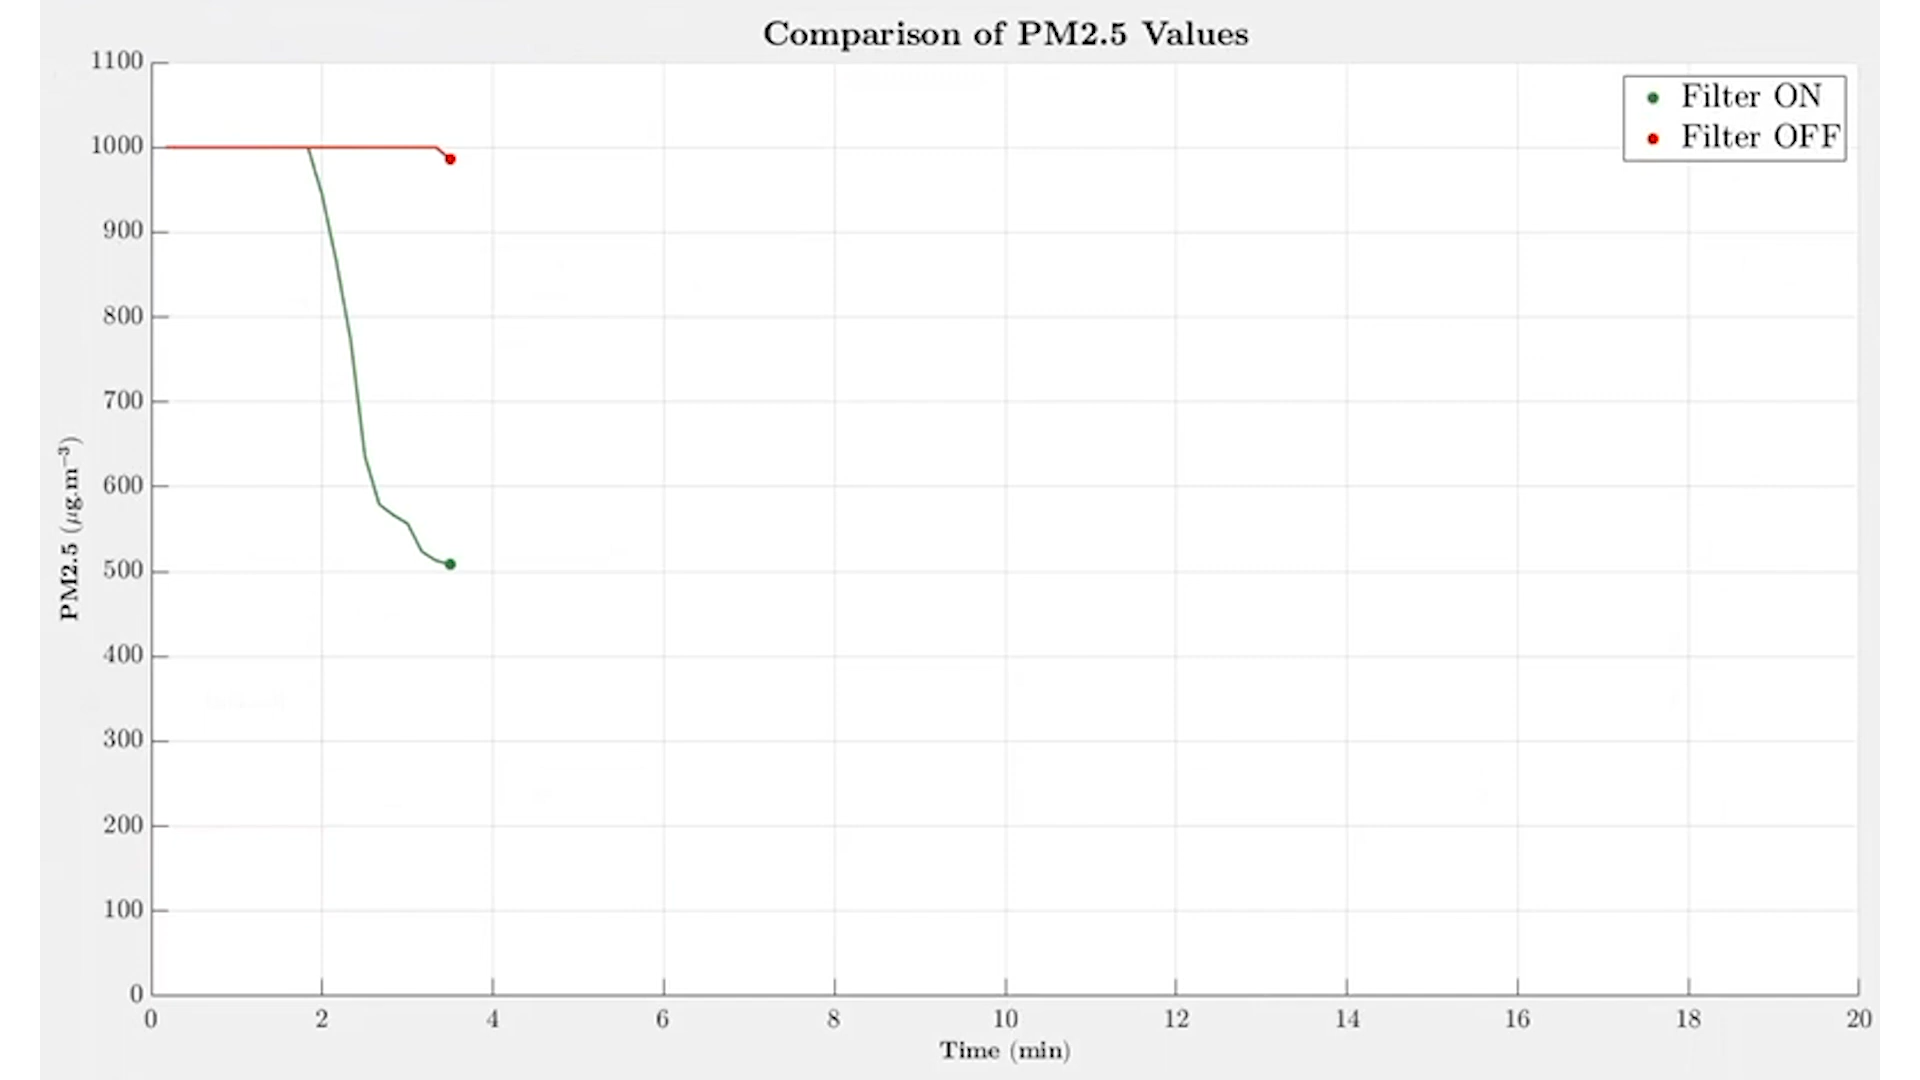 Comparison of PM2.5 Values
1100
1000
900
800
700
600
500
400
300
200
100
0
PM2.5 (μg.m⁻³)
Filter ON
Filter OFF
0 2 4 6 8 10 12 14 16 18 20
Time (min)